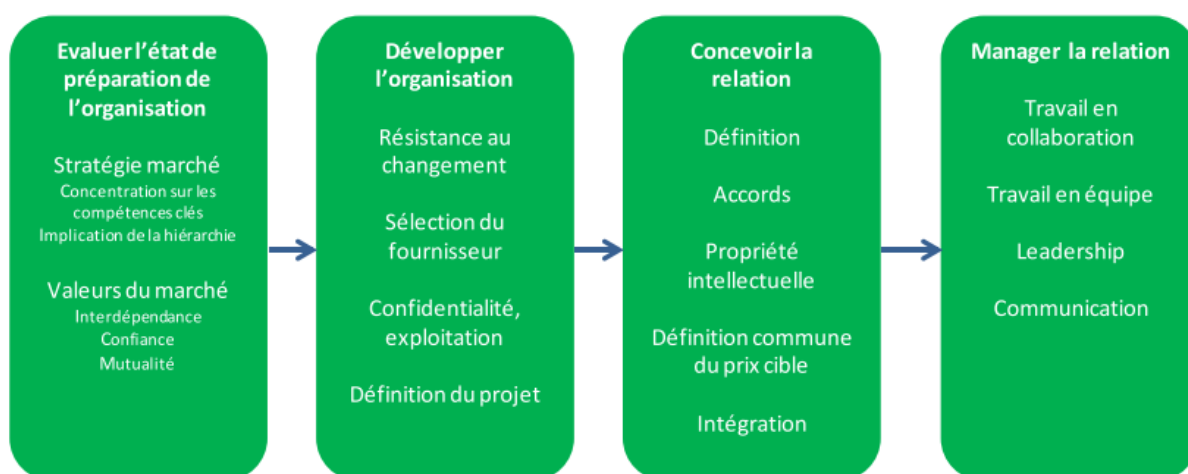 Evaluer l’état de
préparation de
l’organisation
Stratégie marché
Concentration sur les
compétences clés
Implication de la hiérarchie
Valeurs du marché
Interdépendance
Confiance
Mutualité
Développer
l’organisation
Résistance au
changement
Sélection du
fournisseur
Confidentialité,
exploitation
Définition du projet
Concevoir la
relation
Définition
Accords
Propriété
intellectuelle
Définition commune
du prix cible
Intégration
Manager la relation
Travail en
collaboration
Travail en équipe
Leadership
Communication